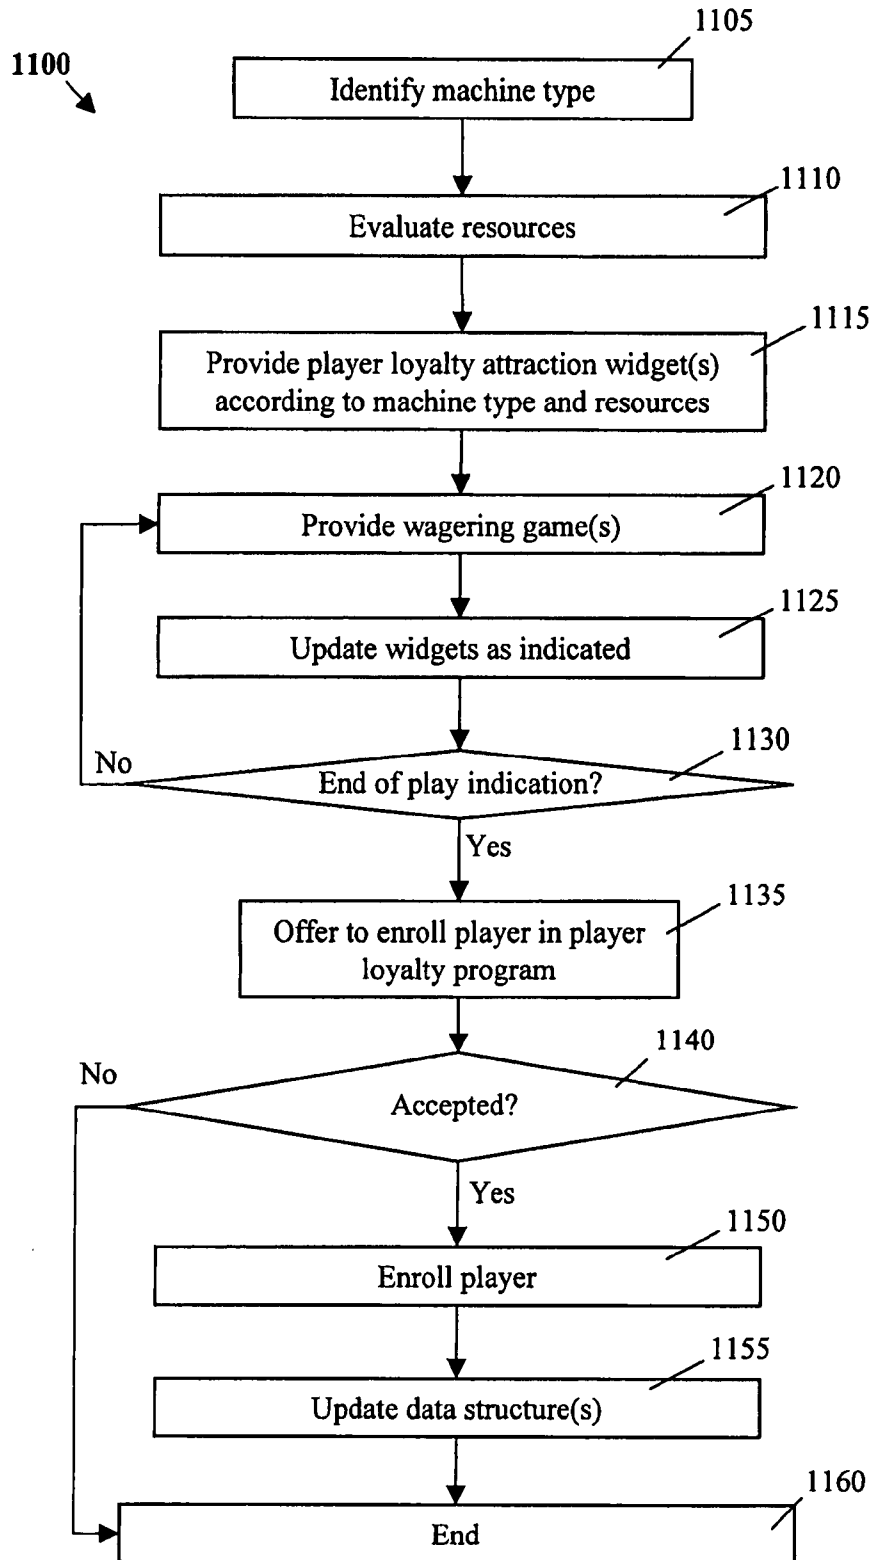 1105
1100
Identify machine type
1110
Evaluate resources
1115
Provide player loyalty attraction widget(s)
according to machine type and resources
1120
Provide wagering game(s)
1125
Update widgets as indicated
1130
No
End of play indication?
Yes
1135
Offer to enroll player in player
loyalty program
1140
No
Accepted?
Yes
1150
Enroll player
1155
Update data structure(s)
1160
End